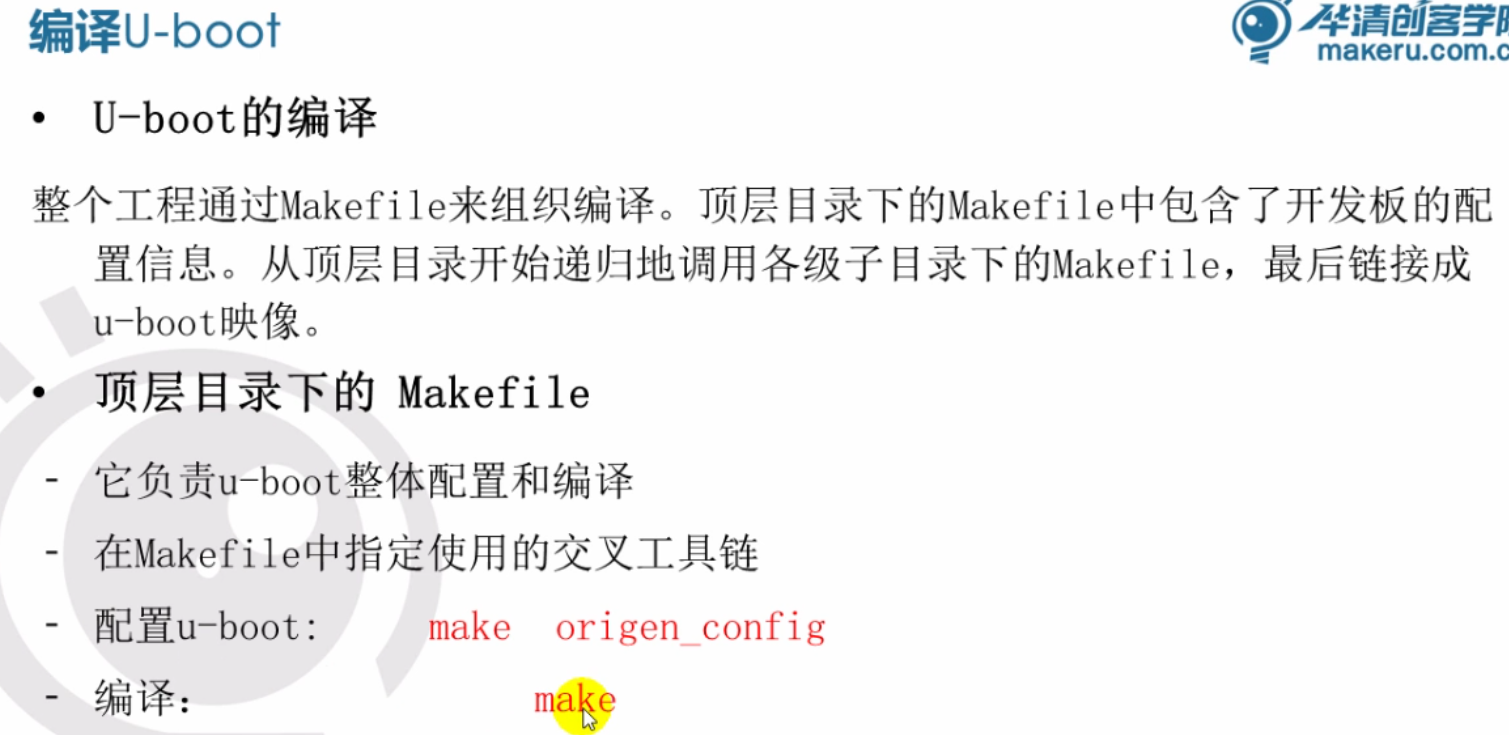 编译U-boot
华清创客学院
makeru.com.c
• U-boot的编译
整个工程通过Makefile来组织编译。顶层目录下的Makefile中包含了开发板的配
置信息。从顶层目录开始递归地调用各级子目录下的Makefile，最后链接成
u-boot映像。
• 顶层目录下的 Makefile
- 它负责u-boot整体配置和编译
- 在Makefile中指定使用的交叉工具链
- 配置u-boot: make origen_config
- 编译： make